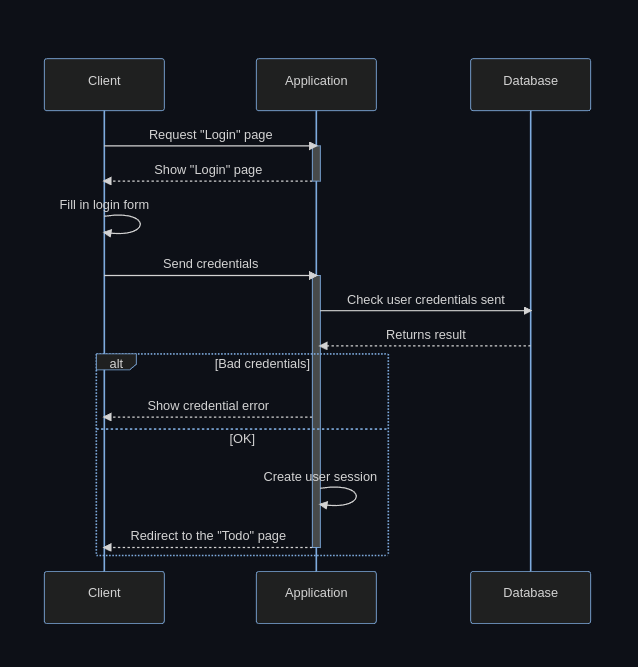 Client
Application
Database
Request "Login" page
Show "Login" page
Fill in login form
Send credentials
Check user credentials sent
Returns result
alt
[Bad credentials]
Show credential error
[OK]
Create user session
Redirect to the "Todo" page
Client
Application
Database